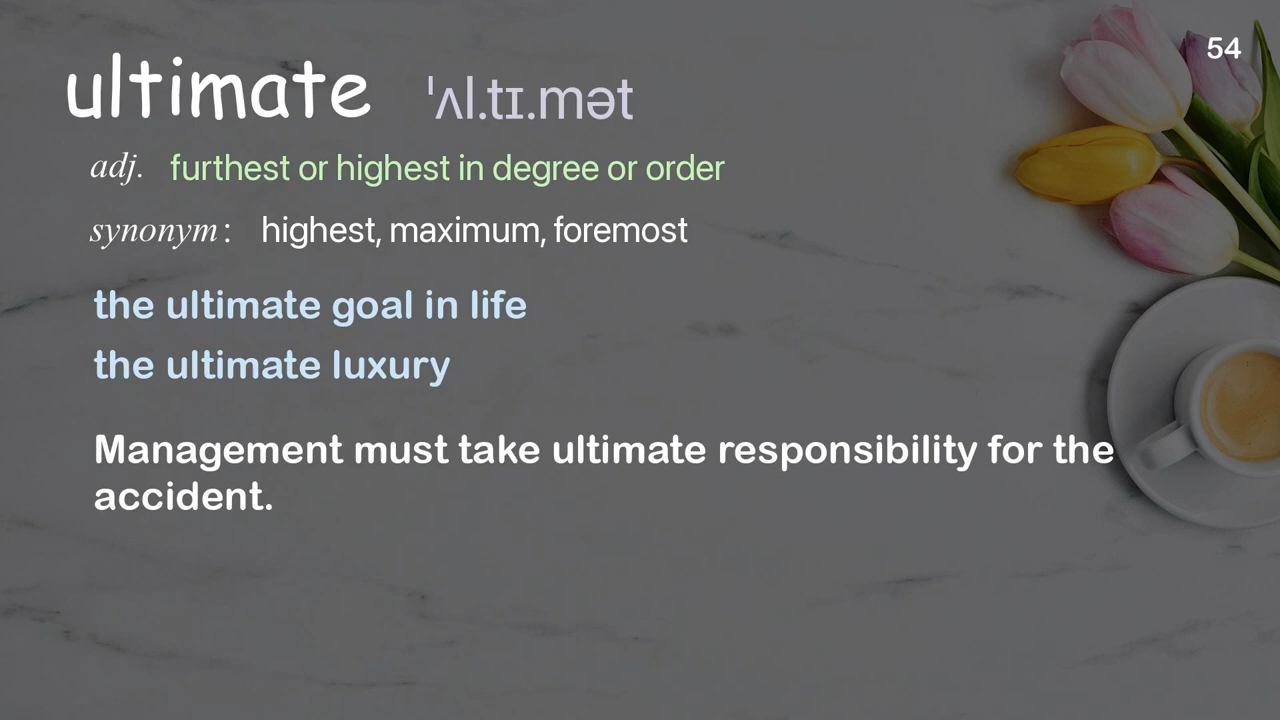 54
ultimate ˈʌl.tɪ.mət
adj. furthest or highest in degree or order
synonym: highest, maximum, foremost
the ultimate goal in life
the ultimate luxury
Management must take ultimate responsibility for the
accident.